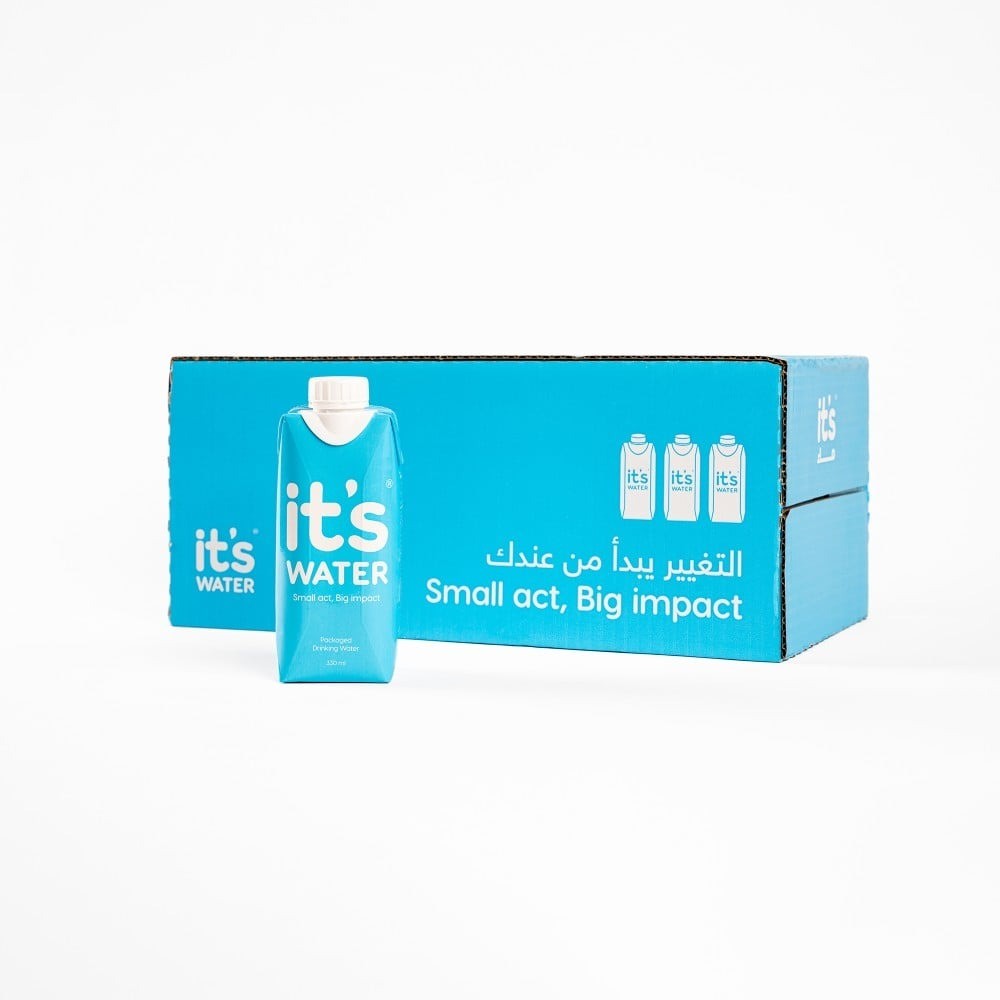 it's
WATER
it's®
WATER
Small act, Big impact
Packaged
Drinking Water
330 ml
it's
WATER
it's
WATER
it's
WATER
التغيير يبدأ من عندك
Small act, Big impact
it's